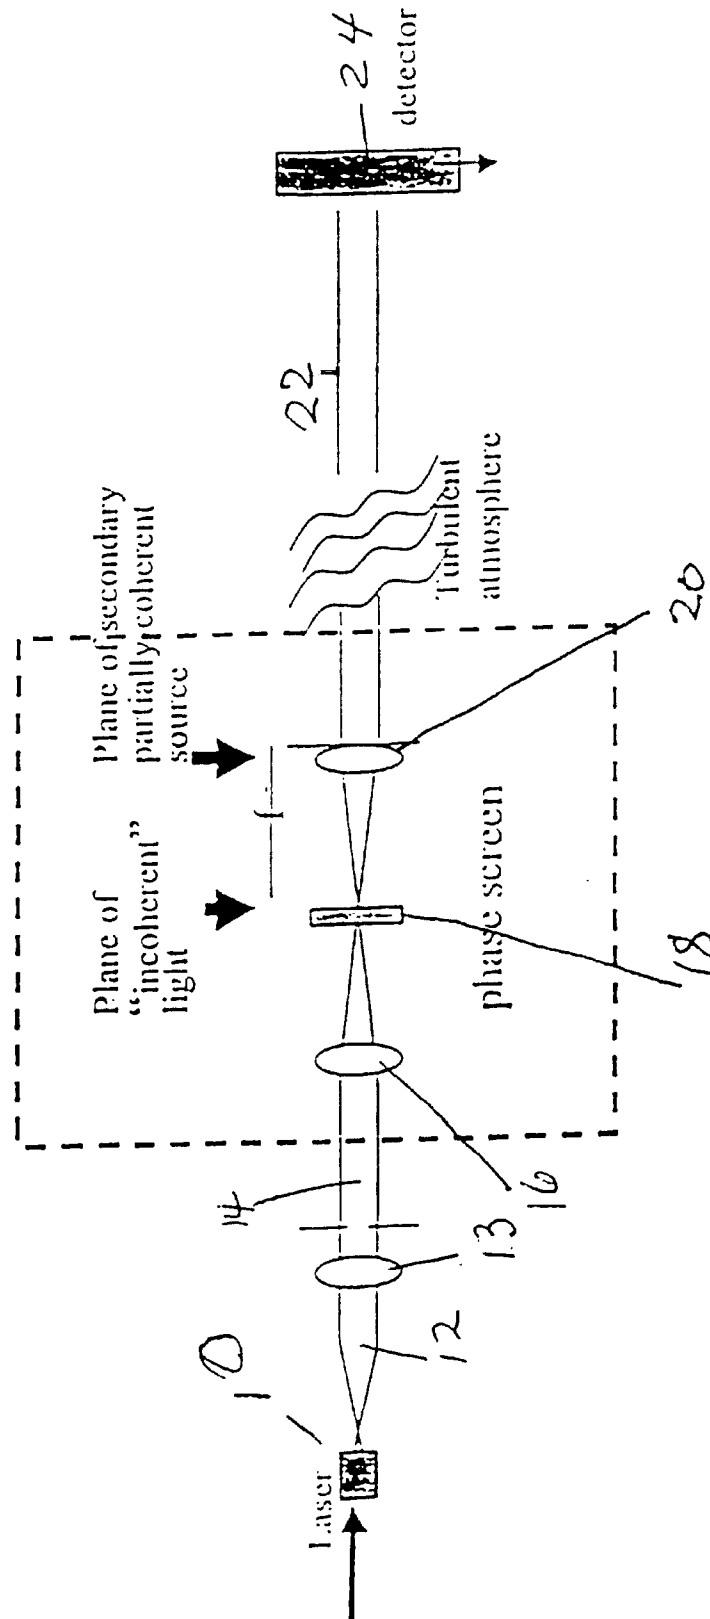 Laser
10
12
13
14
16
Plane of
“incoherent”
light
18
phase screen
f
Plane of secondary
partially coherent
source
20
Turbulent
atmosphere
22
24
detector